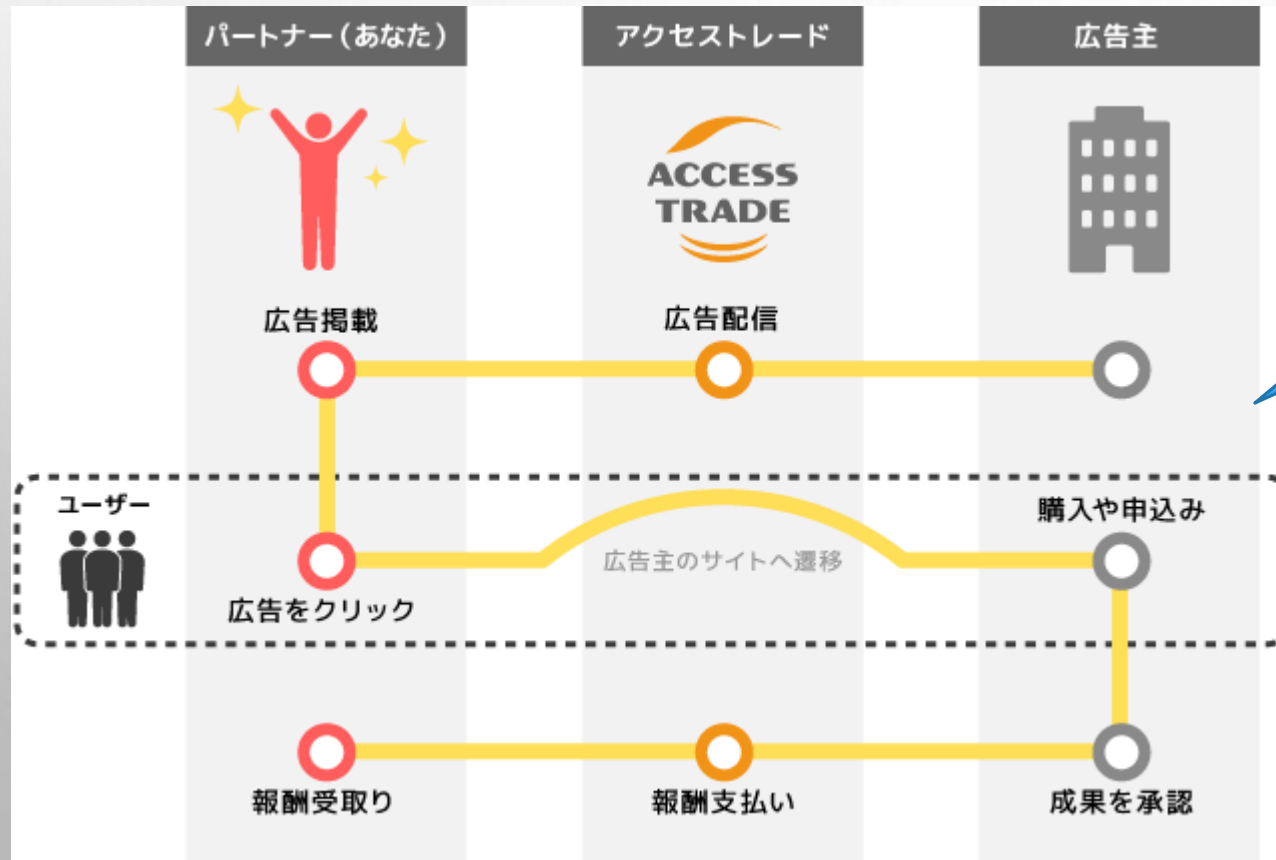 パートナー(あなた)
アクセストレード
広告主
ACCESS
TRADE
広告掲載
広告配信
ユーザー
購入や申込み
広告主のサイトへ遷移
広告をクリック
報酬受取り
報酬支払い
成果を承認